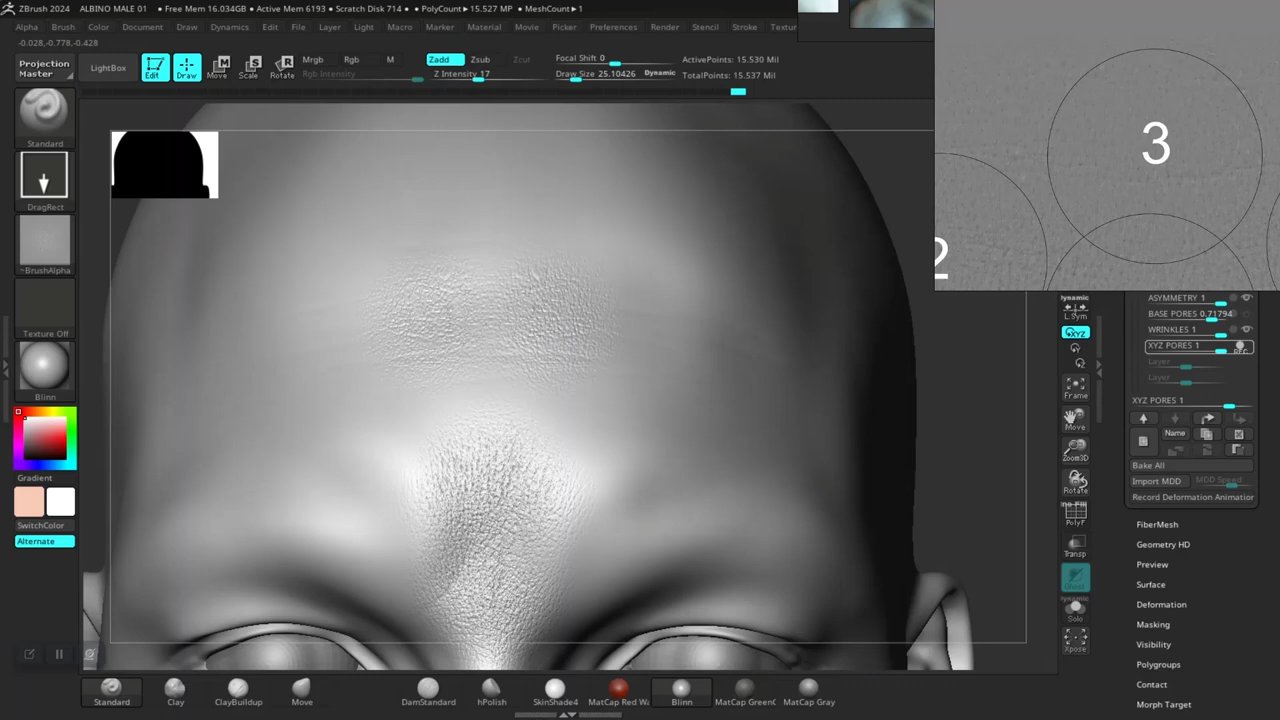 ZBrush 2024 ALBINO MALE 01 • Free Mem 16.034GB • Active Mem 6193 • Scratch Disk 714 • PolyCount▸15.527 MP • MeshCount▸1
Alpha Brush Color Document Draw Dynamics Edit File Layer Light Macro Marker Material Movie Picker Preferences Render Stencil Stroke
-0.028,-0.778,-0.428
Projection Master
LightBox
Edit
Draw
Move
Scale
Rotate
Mrgb Rgb M
Rgb Intensity
Zadd Zsub Zcut
Z Intensity 17
Focal Shift 0
Draw Size 25.10426 Dynamic
ActivePoints: 15.530 Mil
TotalPoints: 15.537 Mil
Standard
DragRect
~BrushAlpha
Texture Off
Blinn
Gradient
SwitchColor
Alternate
3
2
Dynamic
L.Sym
XYZ
Frame
Move
Zoom3D
Rotate
PolyF
Transp
Ghost
Dynamic
Solo
Xpose
ASYMMETRY 1
BASE PORES 0.71794
WRINKLES 1
XYZ PORES 1
REC
Layer
Layer
XYZ PORES 1
Name
Bake All
Import MDD MDD Speed
Record Deformation Animation
FiberMesh
Geometry HD
Preview
Surface
Deformation
Masking
Visibility
Polygroups
Contact
Morph Target
Standard Clay ClayBuildup Move DamStandard hPolish SkinShade4 MatCap Red Wa Blinn MatCap Gray